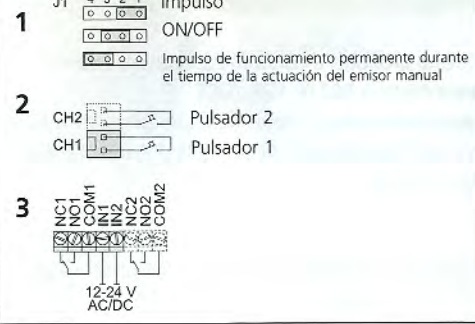 J1 4 3 2 1 Impulso
1
ON/OFF
Impulso de funcionamiento permanente durante
el tiempo de la actuación del emisor manual
2
CH2 Pulsador 2
CH1 Pulsador 1
3
NC1 NO1 COM1 IN1 IN2 NC2 NO2 COM2
12-24 V
AC/DC